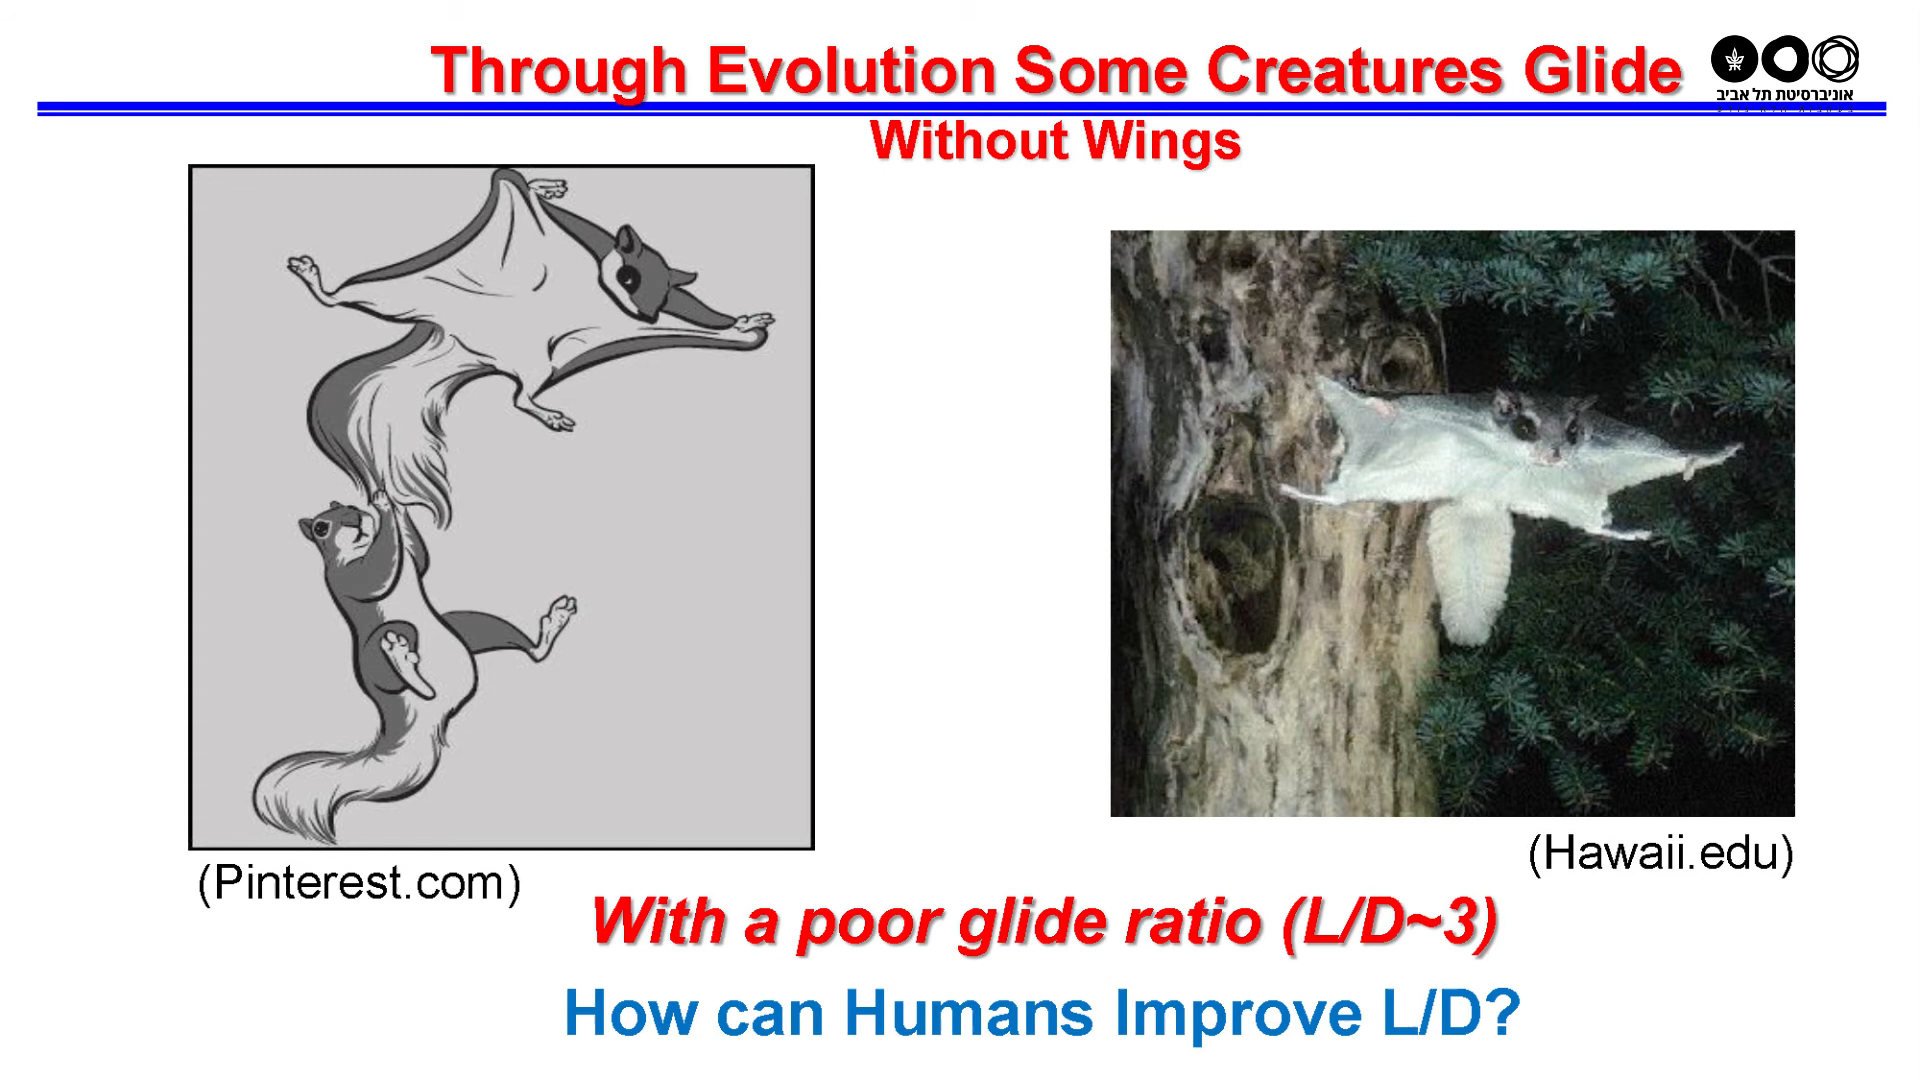 Through Evolution Some Creatures Glide
אוניברסיטת תל אביב
Without Wings
(Pinterest.com)
(Hawaii.edu)
With a poor glide ratio (L/D~3)
How can Humans Improve L/D?